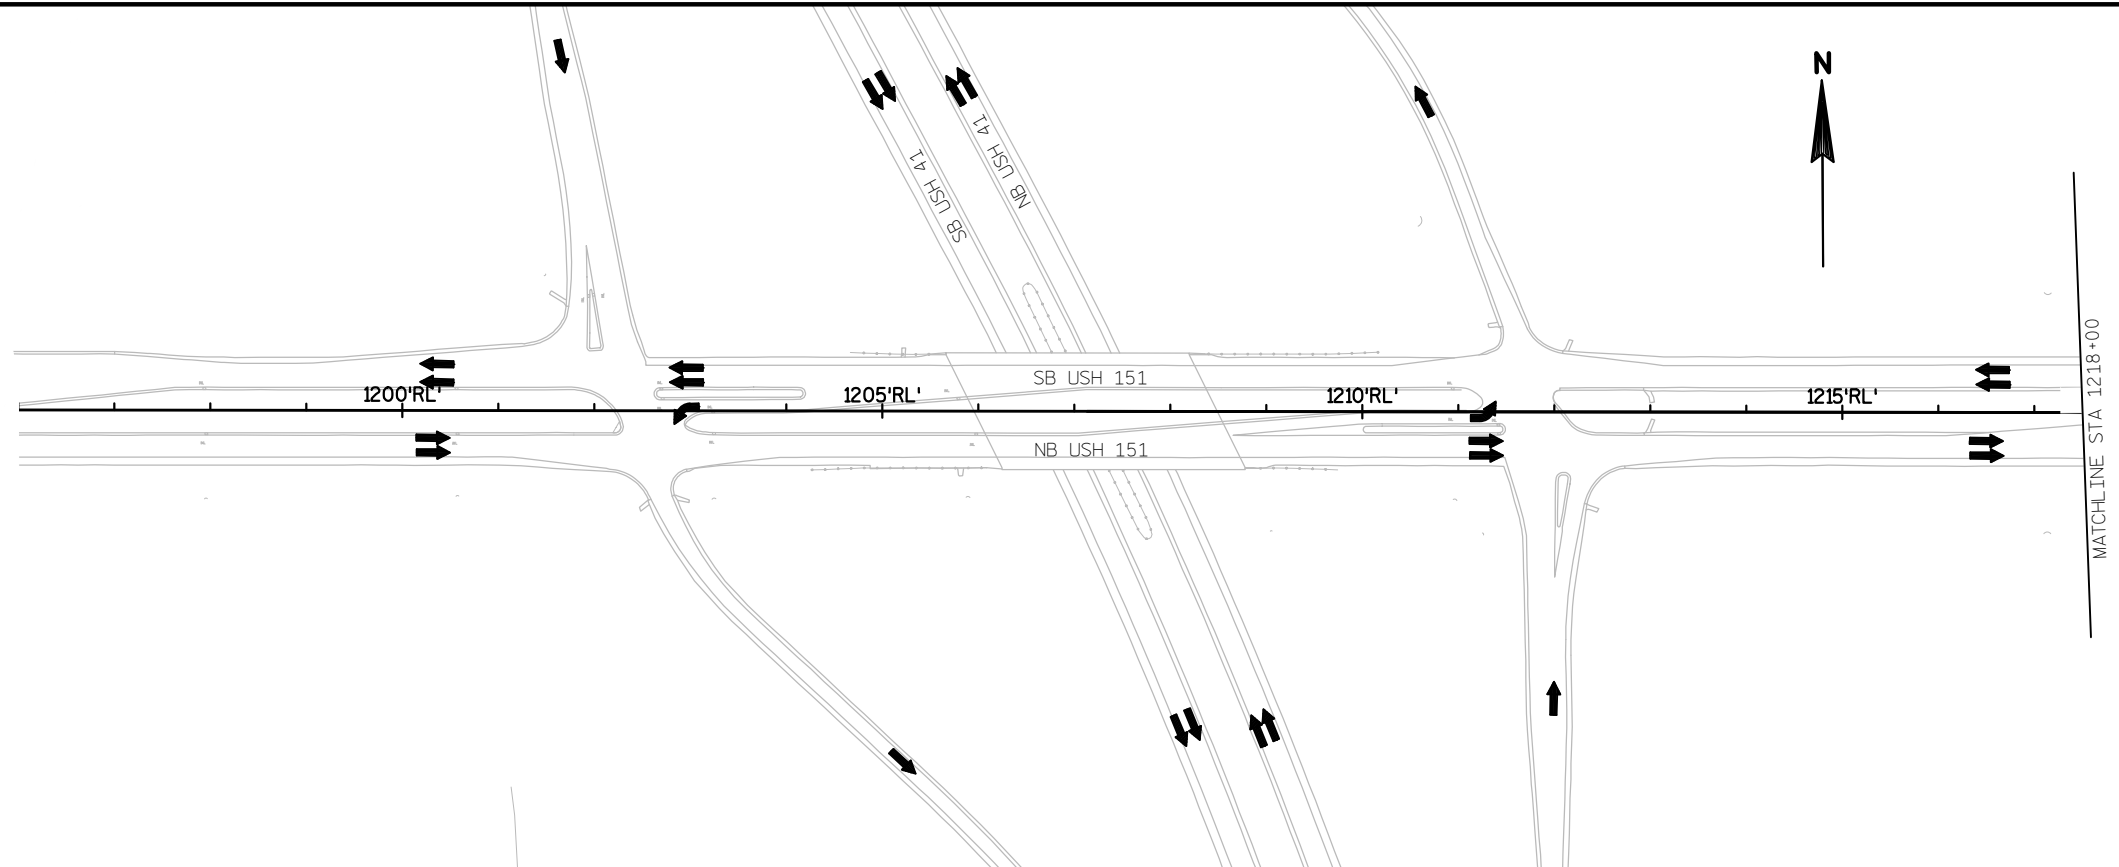 N
SB USH 41
NB USH 41
SB USH 151
1200'RL'
1205'RL'
1210'RL'
1215'RL'
NB USH 151
MATCHLINE STA 1218+00